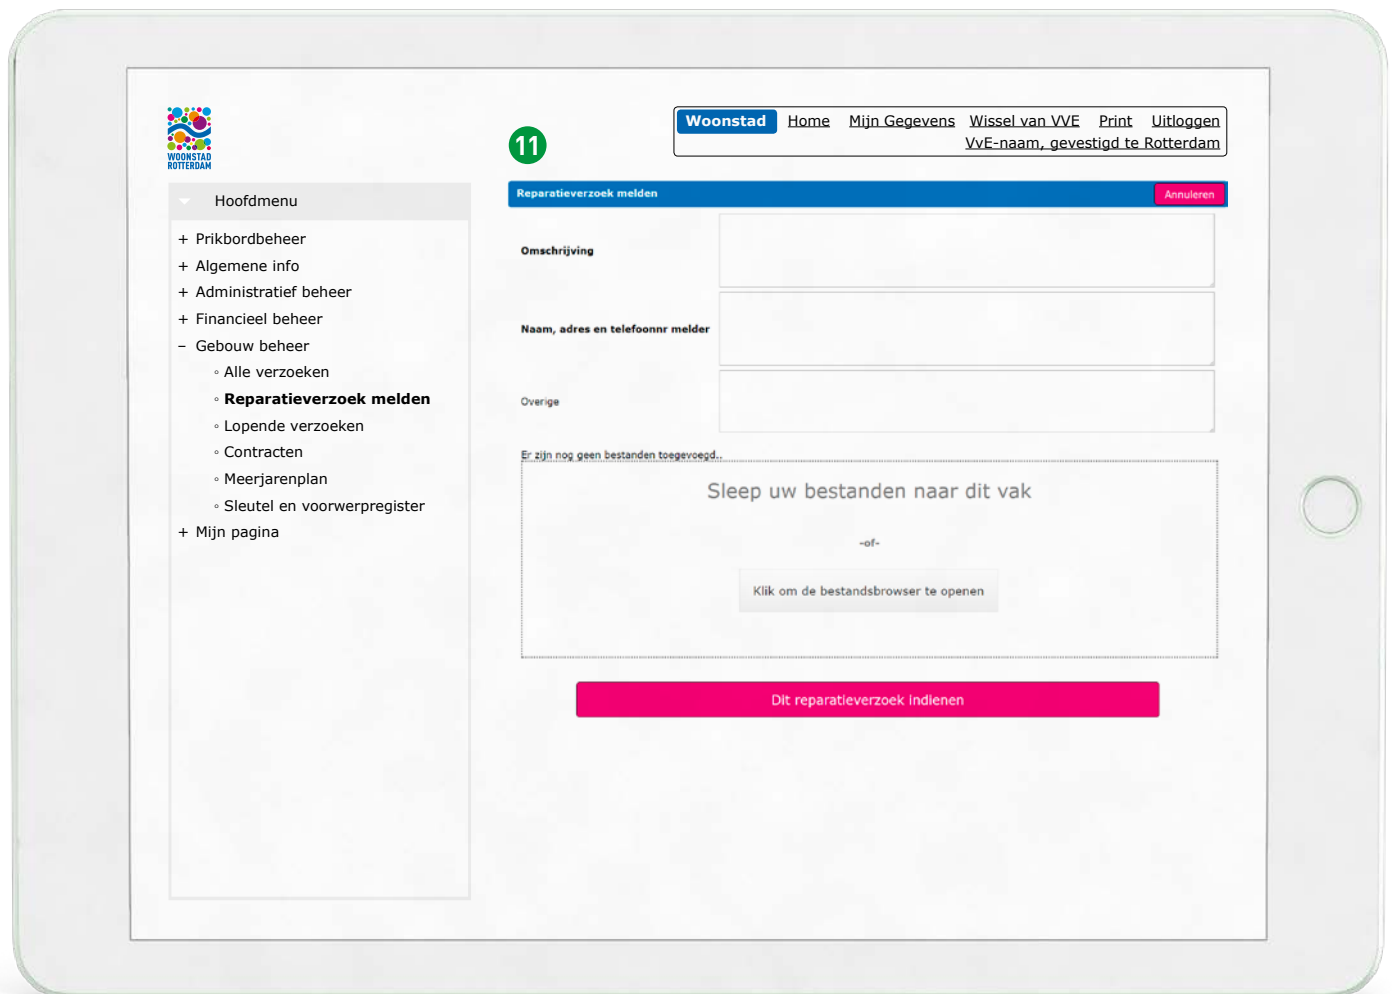 WOONSTAD
ROTTERDAM
11
Woonstad Home Mijn Gegevens Wissel van VVE Print Uitloggen
VvE-naam, gevestigd te Rotterdam
Hoofdmenu
+ Prikbordbeheer
+ Algemene info
+ Administratief beheer
+ Financieel beheer
– Gebouw beheer
◦ Alle verzoeken
◦ Reparatieverzoek melden
◦ Lopende verzoeken
◦ Contracten
◦ Meerjarenplan
◦ Sleutel en voorwerpregister
+ Mijn pagina
Reparatieverzoek melden Annuleren
Omschrijving
Naam, adres en telefoonnr melder
Overige
Er zijn nog geen bestanden toegevoegd..
Sleep uw bestanden naar dit vak
-of-
Klik om de bestandsbrowser te openen
Dit reparatieverzoek indienen